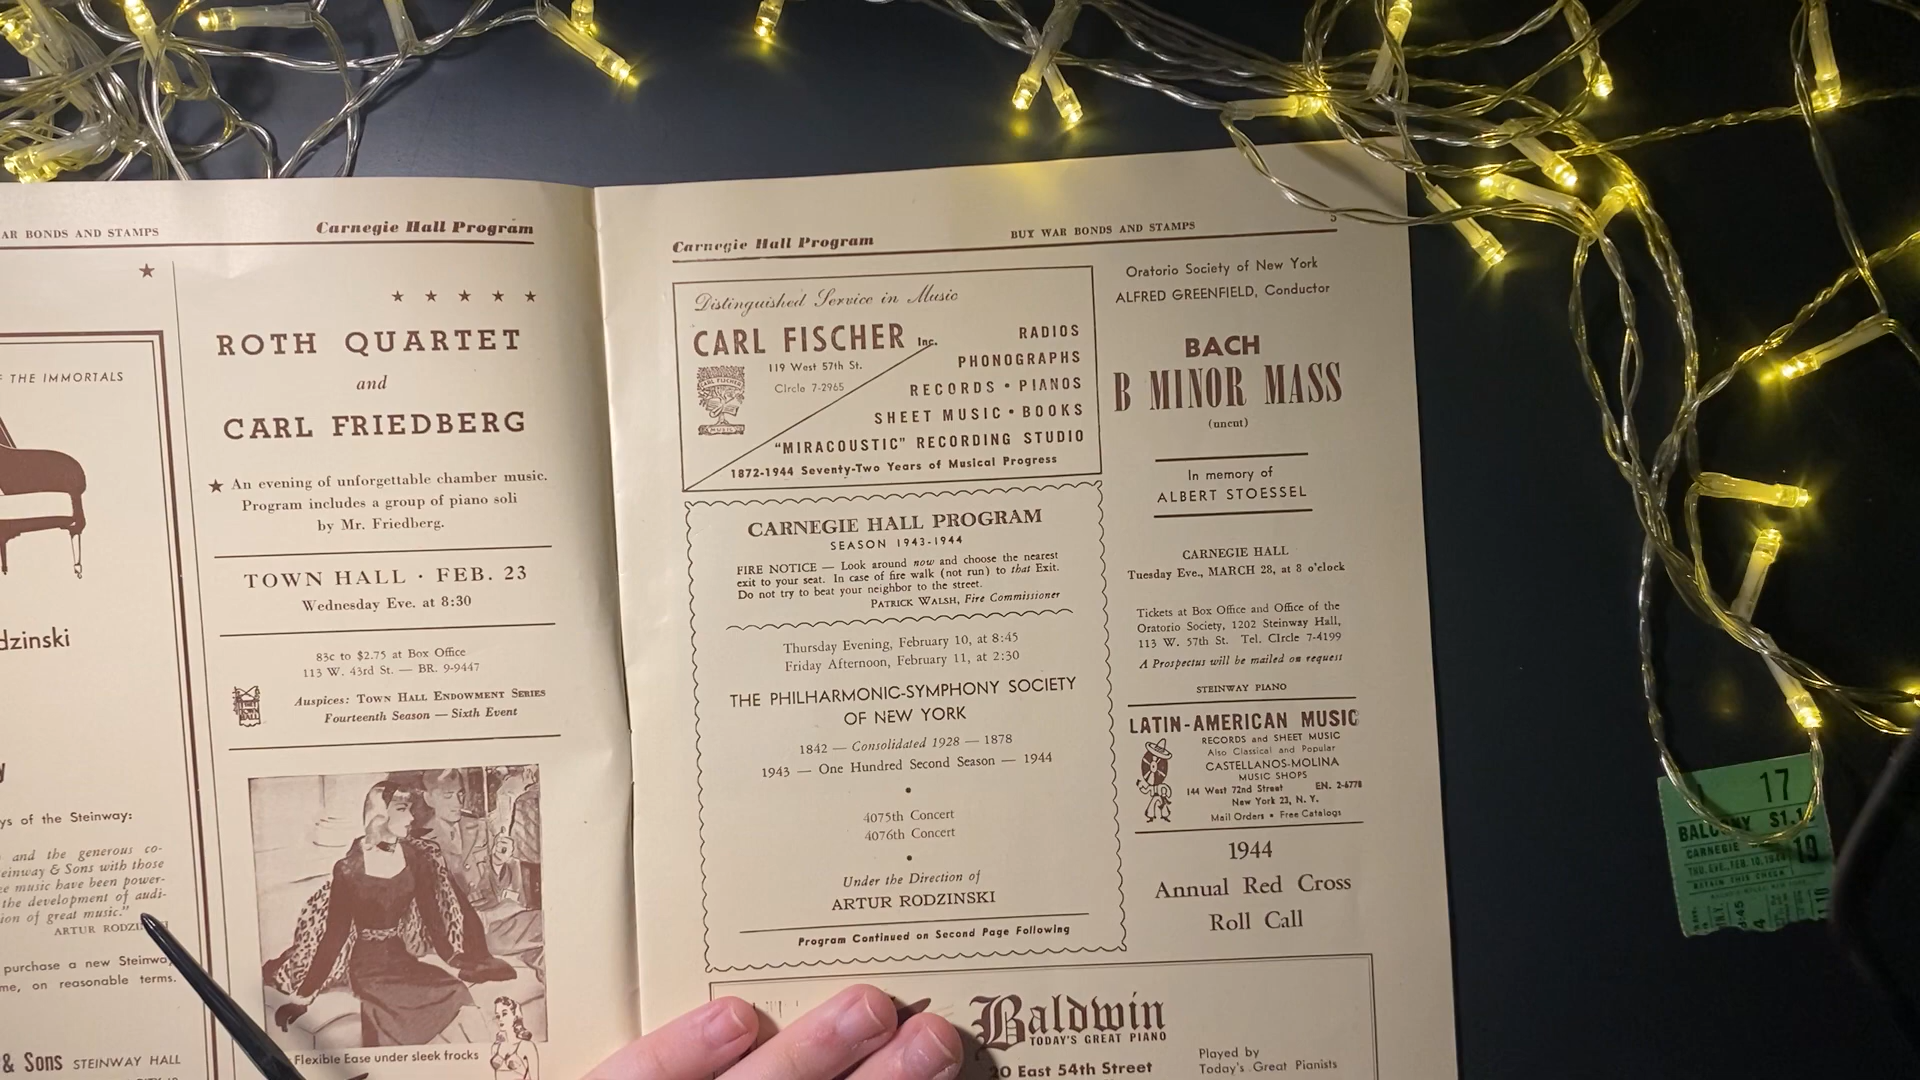 AR BONDS AND STAMPS
Carnegie Hall Program
THE IMMORTALS
dzinski
ys of the Steinway:
and the generous co-
einway & Sons with those
music have been power-
the development of audi-
ion of great music."
ARTUR
purchase a new
me, on reasonable terms.
& Sons STEINWAY HALL
ROTH QUARTET
and
CARL FRIEDBERG
An evening of unforgettable chamber music.
Program includes a group of piano soli
by Mr. Friedberg.
TOWN HALL · FEB. 23
Wednesday Eve. at 8:30
83c to $2.75 at Box Office
113 W. 43rd St. — BR. 9-9447
TOWN HALL
Auspices: TOWN HALL ENDOWMENT SERIES
Fourteenth Season — Sixth Event
Flexible Ease under sleek frocks
Carnegie Hall Program
BUY WAR BONDS AND STAMPS
5
Distinguished Service in Music
CARL FISCHER Inc.
119 West 57th St.
CIrcle 7-2965
CARL FISCHER
MUSIC
RADIOS
PHONOGRAPHS
RECORDS • PIANOS
SHEET MUSIC • BOOKS
"MIRACOUSTIC" RECORDING STUDIO
1872-1944 Seventy-Two Years of Musical Progress
CARNEGIE HALL PROGRAM
SEASON 1943-1944
FIRE NOTICE — Look around now and choose the nearest
exit to your seat. In case of fire walk (not run) to that Exit.
Do not try to beat your neighbor to the street.
PATRICK WALSH, Fire Commissioner
Thursday Evening, February 10, at 8:45
Friday Afternoon, February 11, at 2:30
THE PHILHARMONIC-SYMPHONY SOCIETY
OF NEW YORK
1842 — Consolidated 1928 — 1878
1943 — One Hundred Second Season — 1944
•
4075th Concert
4076th Concert
•
Under the Direction of
ARTUR RODZINSKI
Program Continued on Second Page Following
Oratorio Society of New York
ALFRED GREENFIELD, Conductor
BACH
B MINOR MASS
(uncut)
In memory of
ALBERT STOESSEL
CARNEGIE HALL
Tuesday Eve., MARCH 28, at 8 o'clock
Tickets at Box Office and Office of the
Oratorio Society, 1202 Steinway Hall,
113 W. 57th St. Tel. CIrcle 7-4199
A Prospectus will be mailed on request
STEINWAY PIANO
LATIN-AMERICAN MUSIC
RECORDS and SHEET MUSIC
Also Classical and Popular
CASTELLANOS-MOLINA
MUSIC SHOPS
144 West 72nd Street EN. 2-6778
New York 23, N. Y.
Mail Orders • Free Catalogs
1944
Annual Red Cross
Roll Call
Baldwin
TODAY'S GREAT PIANO
20 East 54th Street
Played by
Today's Great Pianists
17
BALCONY $1.1
CARNEGIE
THU. EVE. FEB. 10, 1944
RETAIN THIS CHECK
19